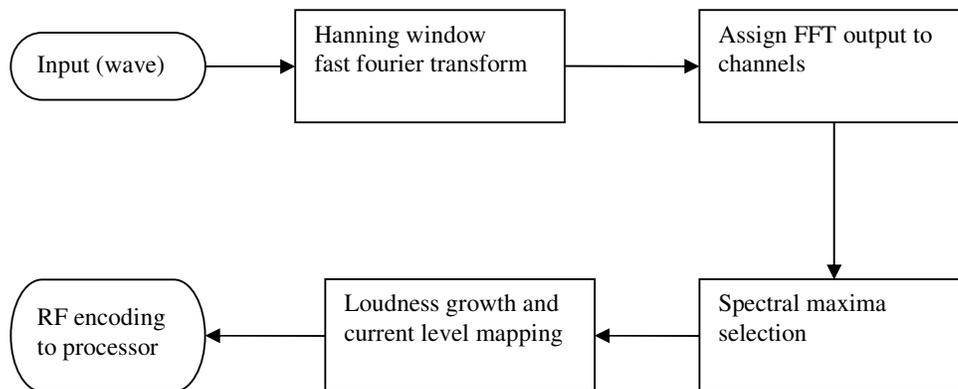 Input (wave)
Hanning window
fast fourier transform
Assign FFT output to
channels
Spectral maxima
selection
Loudness growth and
current level mapping
RF encoding
to processor